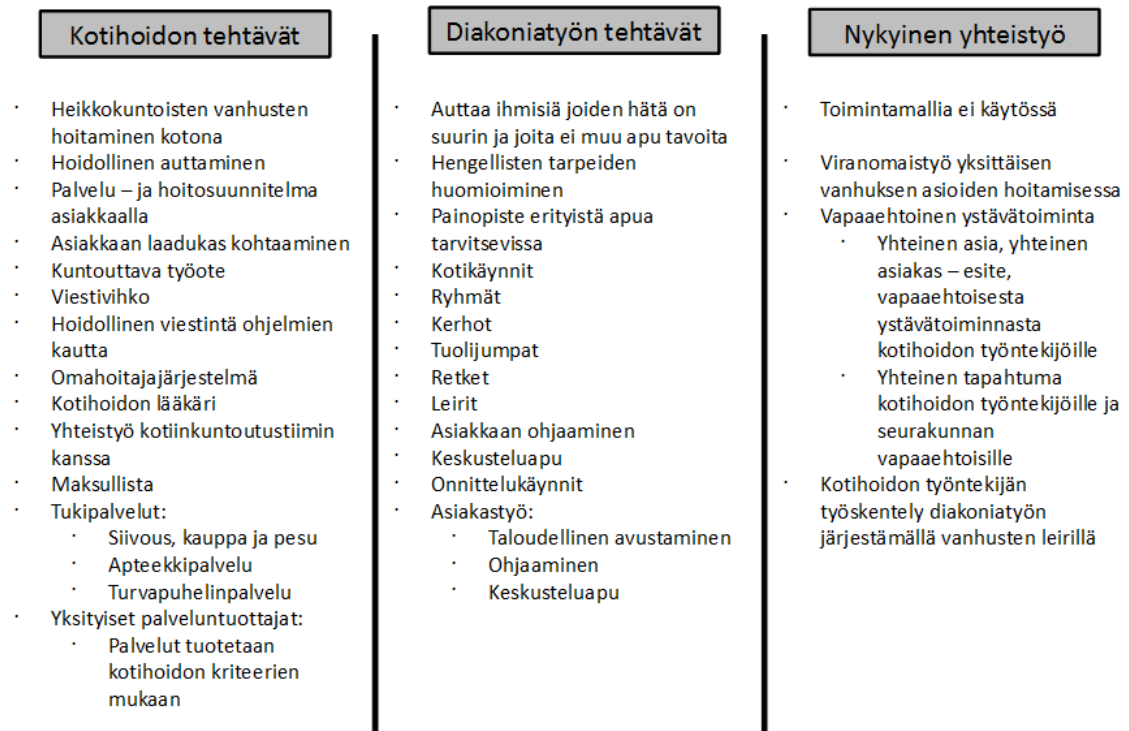 Kotihoidon tehtävät
· Heikkokuntoisten vanhusten
hoitaminen kotona
· Hoidollinen auttaminen
· Palvelu – ja hoitosuunnitelma
asiakkaalla
· Asiakkaan laadukas kohtaaminen
· Kuntouttava työote
· Viestivihko
· Hoidollinen viestintä ohjelmien
kautta
· Omahoitajajärjestelmä
· Kotihoidon lääkäri
· Yhteistyö kotiinkuntoutustiimin
kanssa
· Maksullista
· Tukipalvelut:
· Siivous, kauppa ja pesu
· Apteekkipalvelu
· Turvapuhelinpalvelu
· Yksityiset palveluntuottajat:
· Palvelut tuotetaan
kotihoidon kriteerien
mukaan
Diakoniatyön tehtävät
· Auttaa ihmisiä joiden hätä on
suurin ja joita ei muu apu tavoita
· Hengellisten tarpeiden
huomioiminen
· Painopiste erityistä apua
tarvitsevissa
· Kotikäynnit
· Ryhmät
· Kerhot
· Tuolijumpat
· Retket
· Leirit
· Asiakkaan ohjaaminen
· Keskusteluapu
· Onnittelukäynnit
· Asiakastyö:
· Taloudellinen avustaminen
· Ohjaaminen
· Keskusteluapu
Nykyinen yhteistyö
· Toimintamallia ei käytössä
· Viranomaistyö yksittäisen
vanhuksen asioiden hoitamisessa
· Vapaaehtoinen ystävätoiminta
· Yhteinen asia, yhteinen
asiakas – esite,
vapaaehtoisesta
ystävätoiminnasta
kotihoidon työntekijöille
· Yhteinen tapahtuma
kotihoidon työntekijöille ja
seurakunnan
vapaaehtoisille
· Kotihoidon työntekijän
työskentely diakoniatyön
järjestämällä vanhusten leirillä